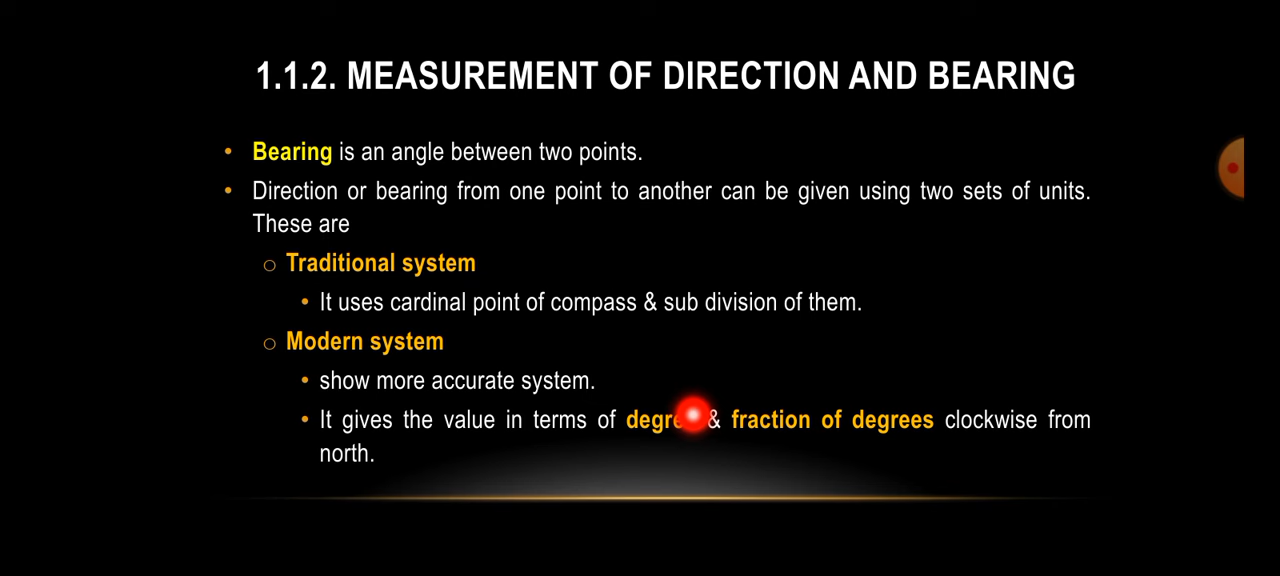 1.1.2. MEASUREMENT OF DIRECTION AND BEARING
• Bearing is an angle between two points.
• Direction or bearing from one point to another can be given using two sets of units.
These are
o Traditional system
• It uses cardinal point of compass & sub division of them.
o Modern system
• show more accurate system.
• It gives the value in terms of & fraction of degrees clockwise from
north.